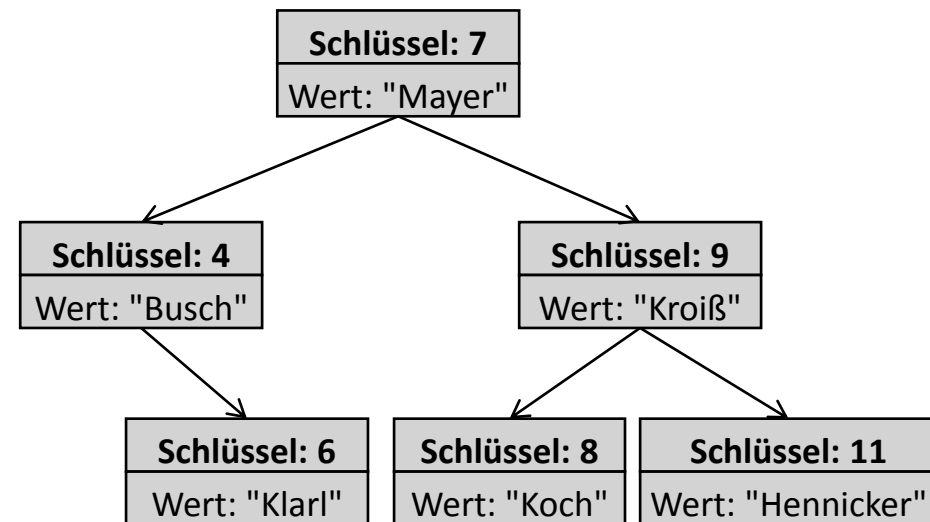 Schlüssel: 7
Wert: "Mayer"
Schlüssel: 4
Wert: "Busch"
Schlüssel: 9
Wert: "Kroiß"
Schlüssel: 6
Wert: "Klarl"
Schlüssel: 8
Wert: "Koch"
Schlüssel: 11
Wert: "Hennicker"